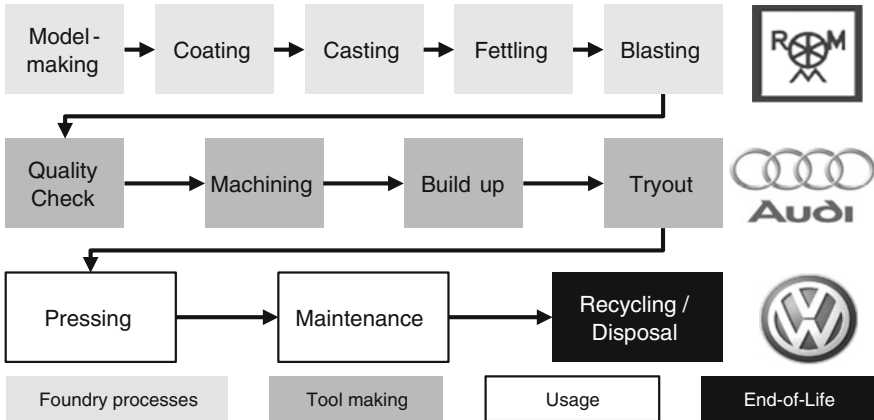 Model-
making
Coating
Casting
Fettling
Blasting
R M
Quality
Check
Machining
Build up
Tryout
Audi
Pressing
Maintenance
Recycling /
Disposal
VW
Foundry processes
Tool making
Usage
End-of-Life